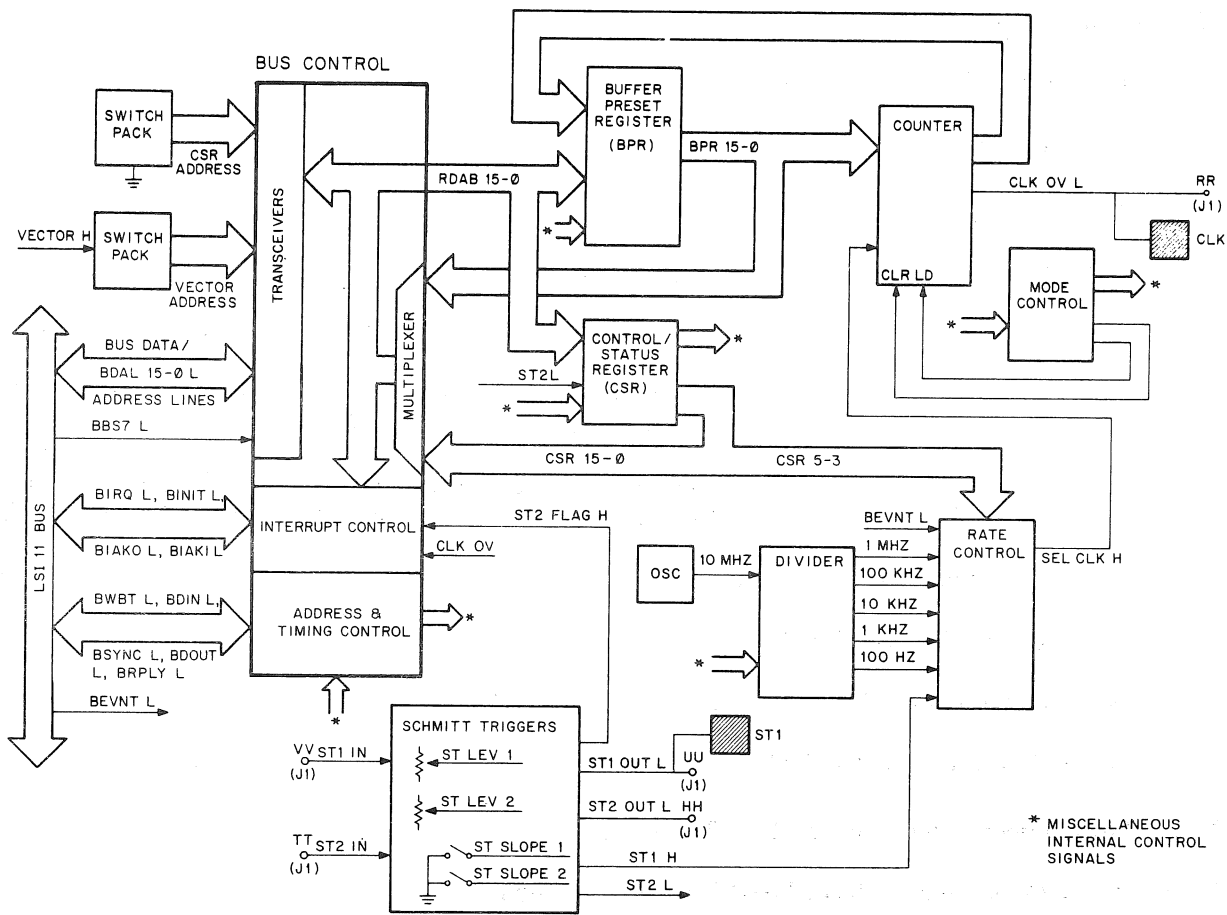 BUS CONTROL
SWITCH
PACK
CSR
ADDRESS
VECTOR H
SWITCH
PACK
VECTOR
ADDRESS
TRANSCEIVERS
MULTIPLEXER
RDAB 15-0
BUFFER
PRESET
REGISTER
(BPR)
*
BPR 15-0
COUNTER
CLR LD
CLK OV L
RR
(J1)
CLK
MODE
CONTROL
*
*
CONTROL/
STATUS
REGISTER
(CSR)
*
ST2L
*
CSR 15-0
CSR 5-3
LSI 11 BUS
BUS DATA/
BDAL 15-0 L
ADDRESS LINES
BBS7 L
BIRQ L, BINIT L,
BIAKO L, BIAKI L
BWBT L, BDIN L,
BSYNC L, BDOUT
L, BRPLY L
BEVNT L
INTERRUPT CONTROL
ST2 FLAG H
CLK OV
ADDRESS &
TIMING CONTROL
*
*
OSC
10 MHZ
DIVIDER
*
BEVNT L
1 MHZ
100 KHZ
10 KHZ
1 KHZ
100 HZ
RATE
CONTROL
SEL CLK H
SCHMITT TRIGGERS
VV
(J1)
ST1 IN
ST LEV 1
ST LEV 2
TT
(J1)
ST2 IN
ST SLOPE 1
ST SLOPE 2
ST1
ST1 OUT L
UU
(J1)
ST2 OUT L
HH
(J1)
ST1 H
ST2 L
* MISCELLANEOUS
INTERNAL CONTROL
SIGNALS